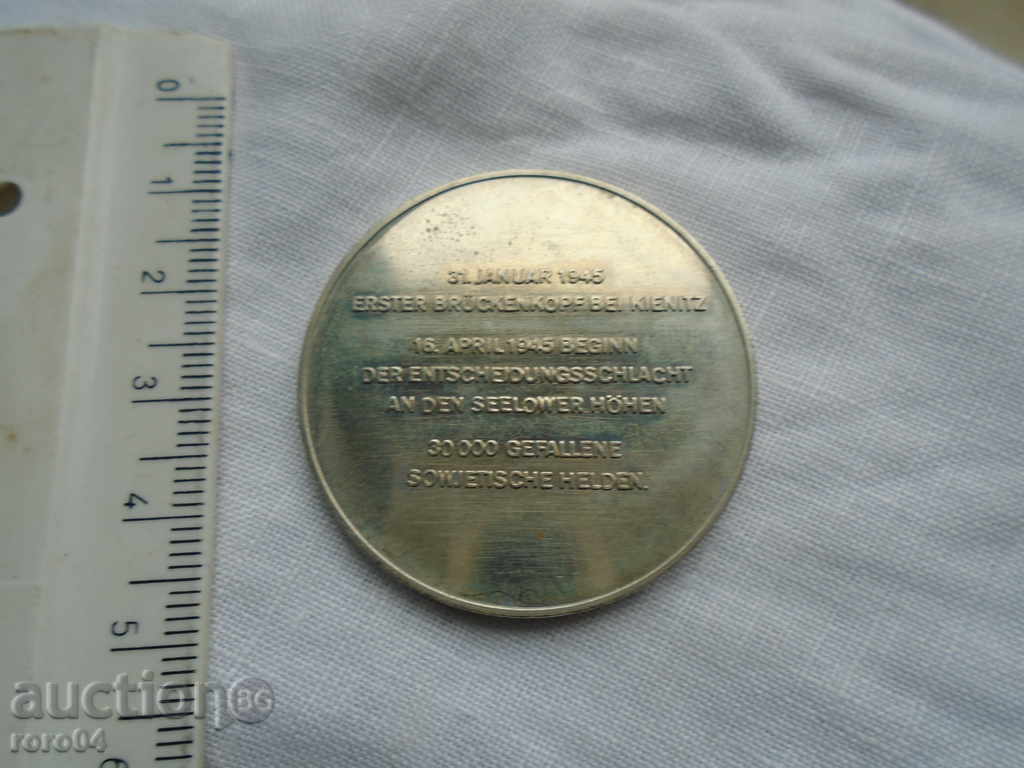 31. JANUAR 1945
ERSTER BRÜCKENKOPF BEI KIENITZ
16. APRIL 1945 BEGINN
DER ENTSCHEIDUNGSSCHLACHT
AN DEN SEELOWER HÖHEN
30 000 GEFALLENE
SOWJETISCHE HELDEN.
0
1
2
3
4
5
6
auction BG
roro04